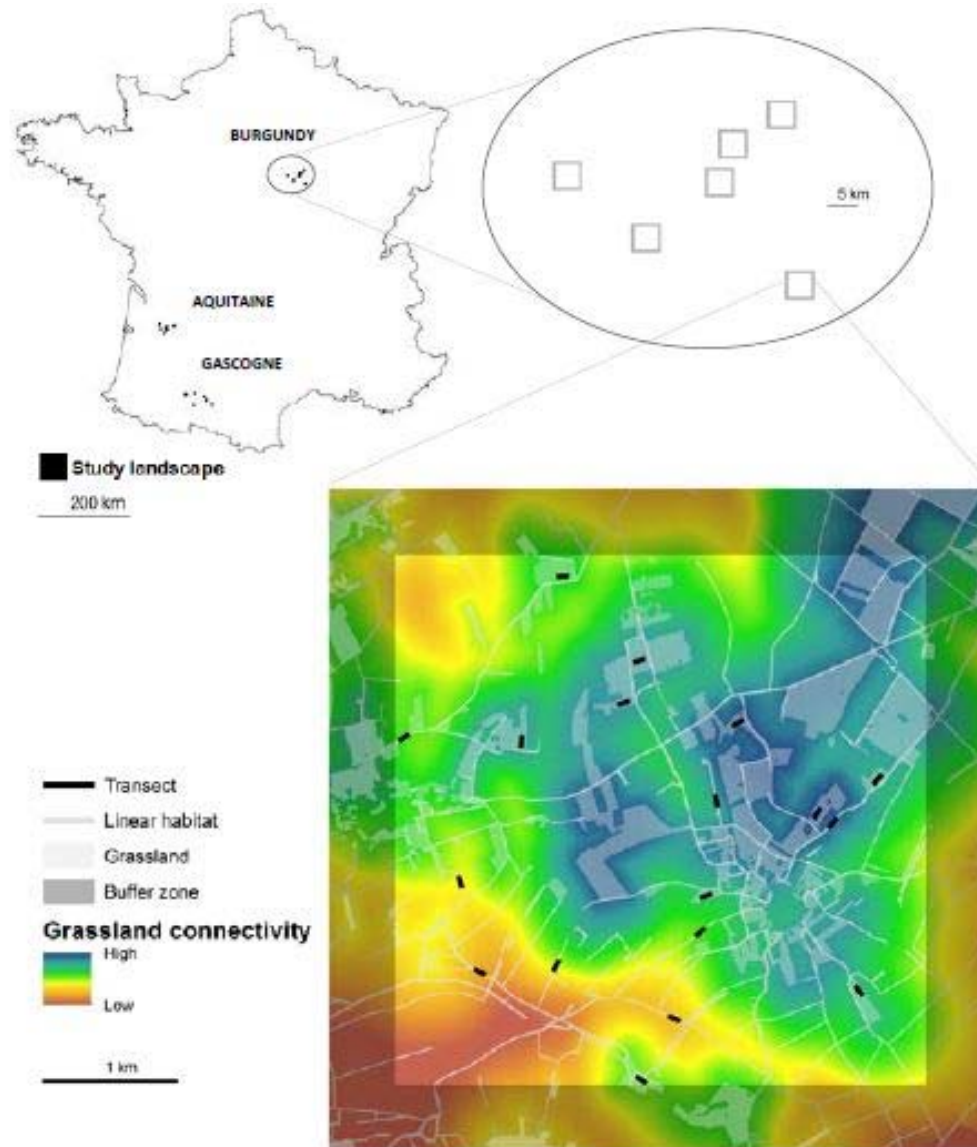 BURGUNDY
5 km
AQUITAINE
GASCOGNE
Study landscape
200 km
Transect
Linear habitat
Grassland
Buffer zone
Grassland connectivity
High
Low
1 km